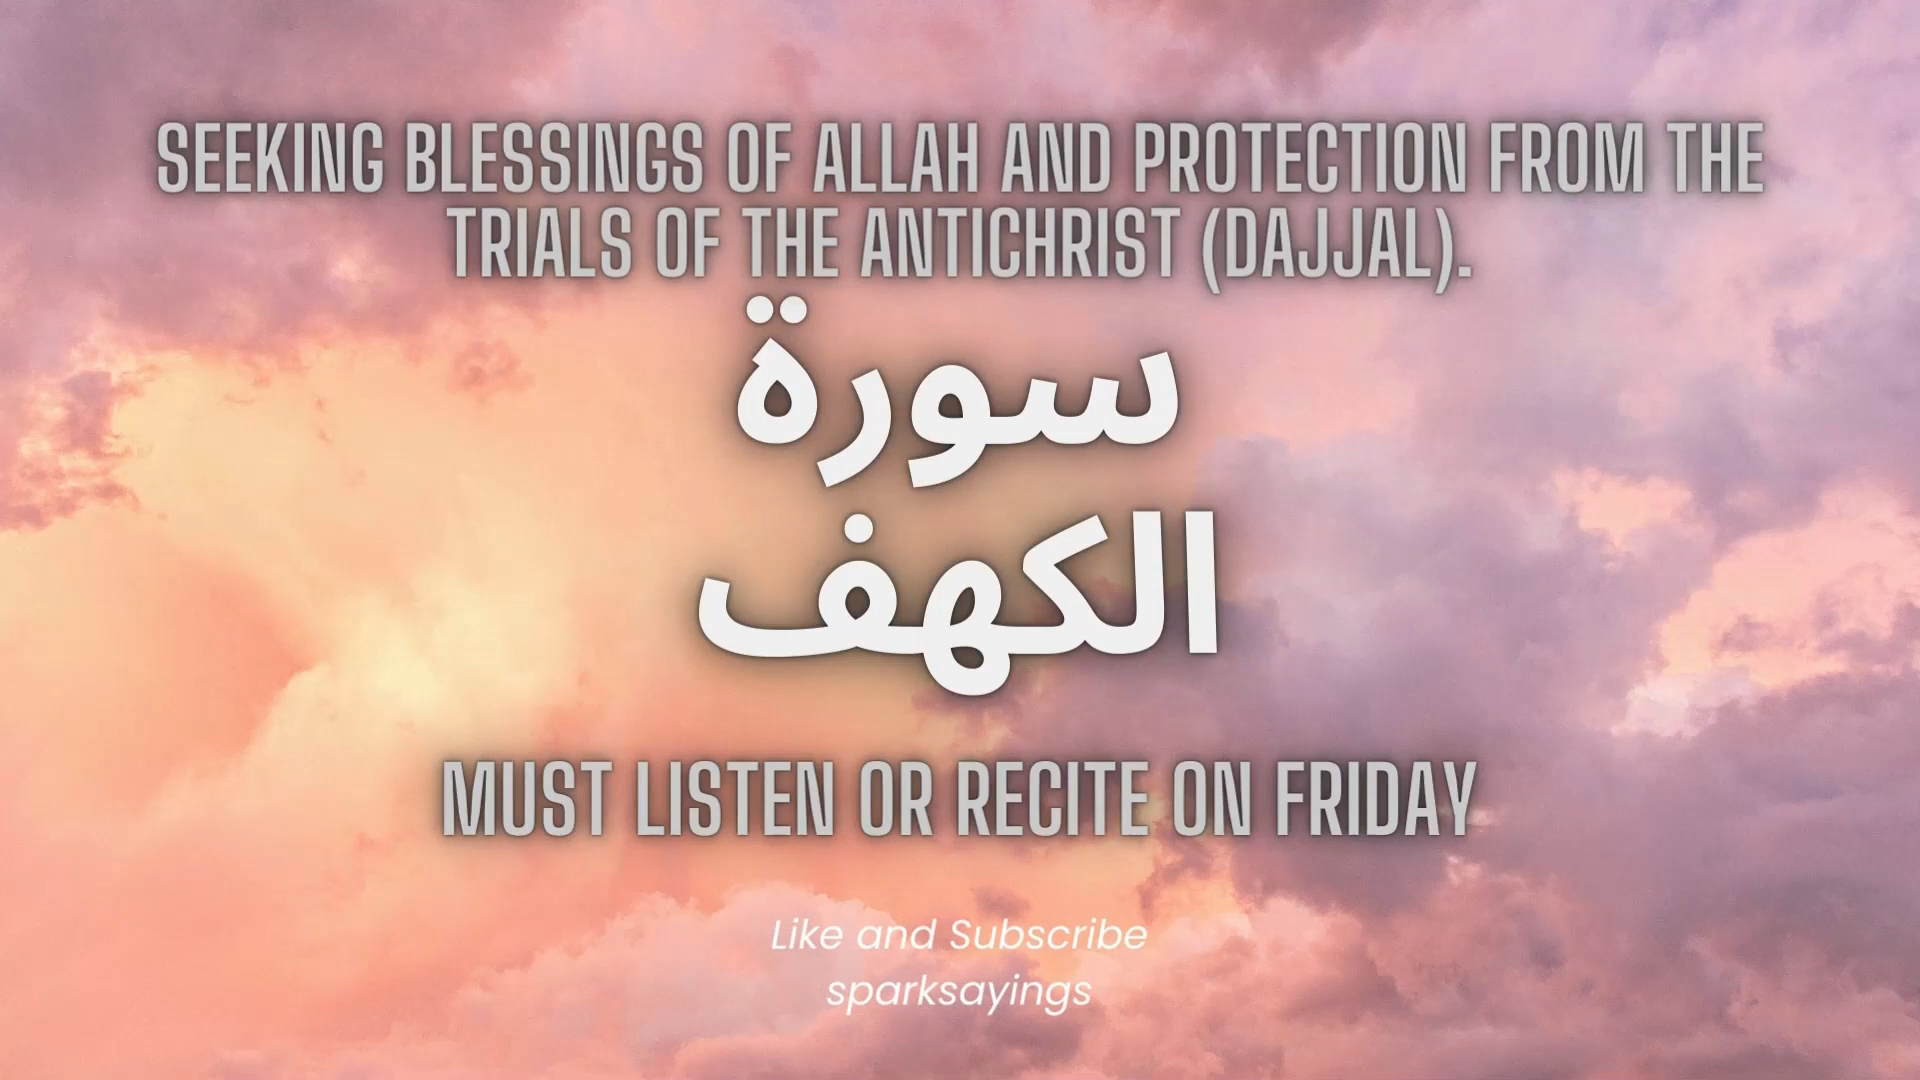 SEEKING BLESSINGS OF ALLAH AND PROTECTION FROM THE
TRIALS OF THE ANTICHRIST (DAJJAL).
سورة
الكهف
MUST LISTEN OR RECITE ON FRIDAY
Like and Subscribe
sparksayings